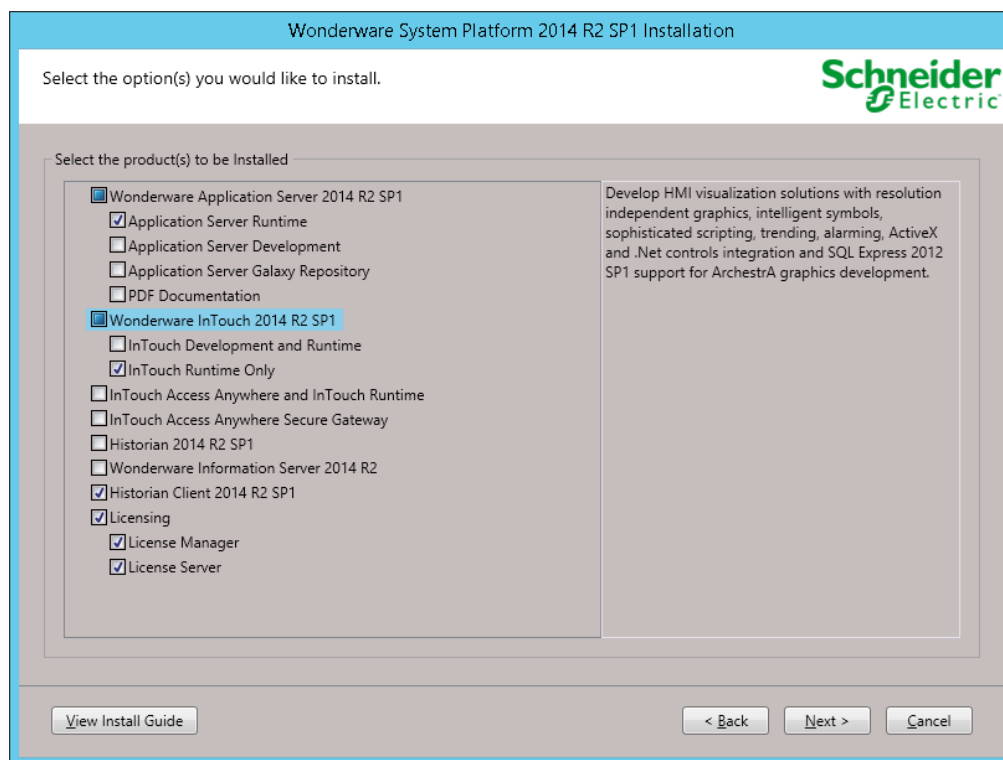 Wonderware System Platform 2014 R2 SP1 Installation
Select the option(s) you would like to install.
Schneider
Electric
Select the product(s) to be Installed
Wonderware Application Server 2014 R2 SP1
Application Server Runtime
Application Server Development
Application Server Galaxy Repository
PDF Documentation
Wonderware InTouch 2014 R2 SP1
InTouch Development and Runtime
InTouch Runtime Only
InTouch Access Anywhere and InTouch Runtime
InTouch Access Anywhere Secure Gateway
Historian 2014 R2 SP1
Wonderware Information Server 2014 R2
Historian Client 2014 R2 SP1
Licensing
License Manager
License Server
Develop HMI visualization solutions with resolution
independent graphics, intelligent symbols,
sophisticated scripting, trending, alarming, ActiveX
and .Net controls integration and SQL Express 2012
SP1 support for ArchestrA graphics development.
View Install Guide
< Back
Next >
Cancel